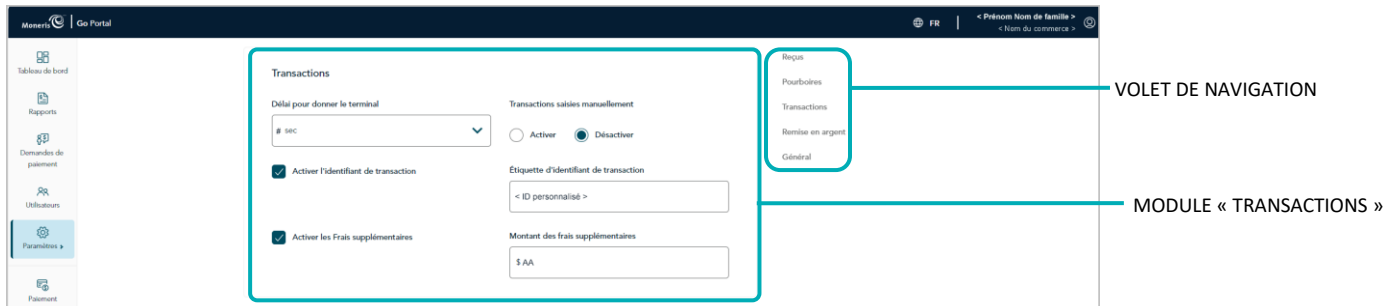 Moneris Go Portal FR < Prénom Nom de famille >
< Nom du commerce >
Tableau de bord
Rapports
Demandes de
paiement
Utilisateurs
Paramètres
Paiement
Transactions
Délai pour donner le terminal
# sec
Transactions saisies manuellement
Activer Désactiver
Activer l'identifiant de transaction
Étiquette d'identifiant de transaction
< ID personnalisé >
Activer les Frais supplémentaires
Montant des frais supplémentaires
$ AA
Reçus
Pourboires
Transactions
Remise en argent
Général
VOLET DE NAVIGATION
MODULE « TRANSACTIONS »